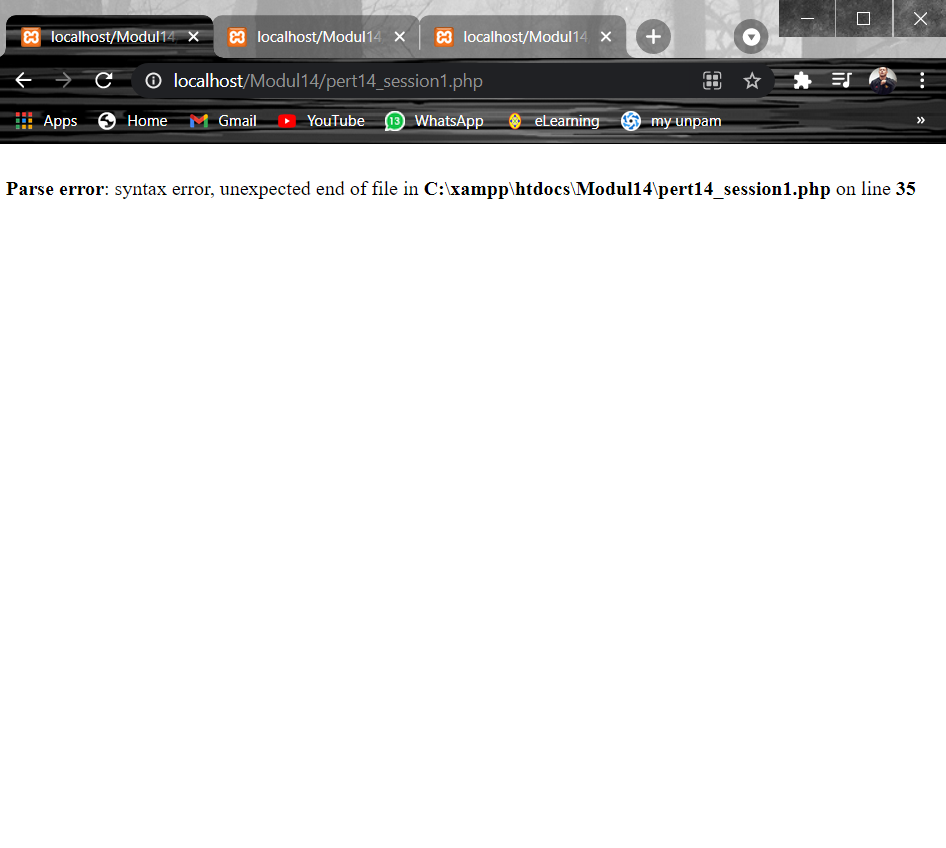 localhost/Modul14 localhost/Modul14 localhost/Modul14
localhost/Modul14/pert14_session1.php
Apps Home Gmail YouTube 13 WhatsApp eLearning my unpam »
Parse error: syntax error, unexpected end of file in C:\xampp\htdocs\Modul14\pert14_session1.php on line 35